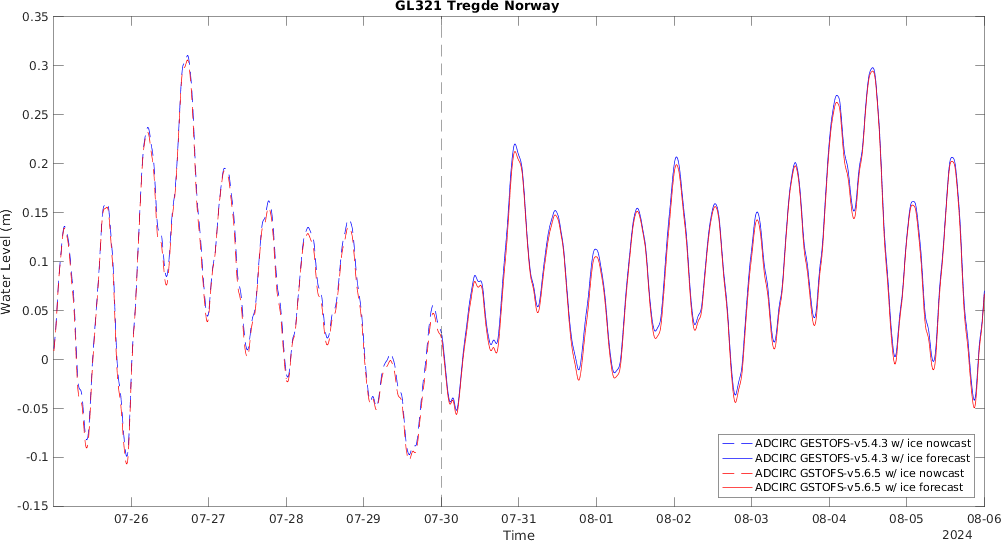 GL321 Tregde Norway
0.35
0.3
0.25
0.2
0.15
0.1
0.05
0
-0.05
-0.1
-0.15
Water Level (m)
07-26 07-27 07-28 07-29 07-30 07-31 08-01 08-02 08-03 08-04 08-05 08-06
Time
2024
ADCIRC GESTOFS-v5.4.3 w/ ice nowcast
ADCIRC GESTOFS-v5.4.3 w/ ice forecast
ADCIRC GSTOFS-v5.6.5 w/ ice nowcast
ADCIRC GSTOFS-v5.6.5 w/ ice forecast